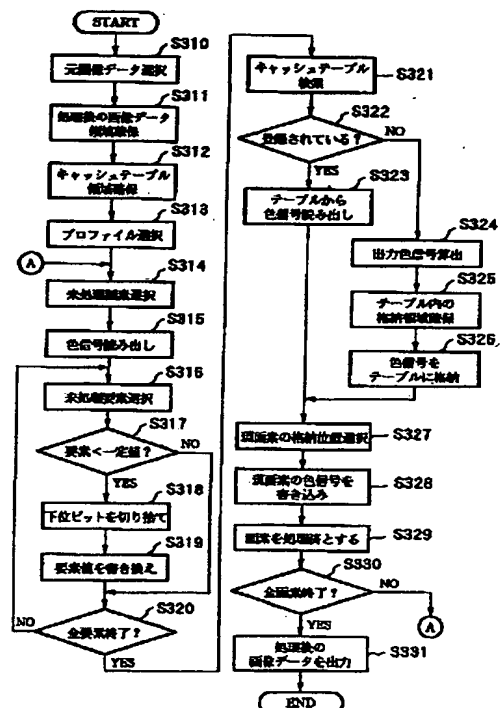 START
S310
元画像データ選択
S311
処理後の画像データ
領域確保
S312
キャッシュテーブル
領域確保
S313
プロファイル選択
A
S314
未処理画素選択
S315
色信号読み出し
S316
未処理要素選択
S317
要素<一定値?
NO
YES
S318
下位ビットを切り捨て
S319
要素値を書き換え
S320
全要素終了?
NO
YES
S321
キャッシュテーブル
検索
S322
登録されている?
NO
YES
S323
テーブルから
色信号読み出し
S324
出力色信号算出
S325
テーブル内の
格納領域確保
S326
色信号を
テーブルに格納
S327
該画素の格納位置選択
S328
該画素の色信号を
書き込み
S329
画素を処理済とする
S330
全画素終了?
NO
A
YES
S331
処理後の
画像データを出力
END